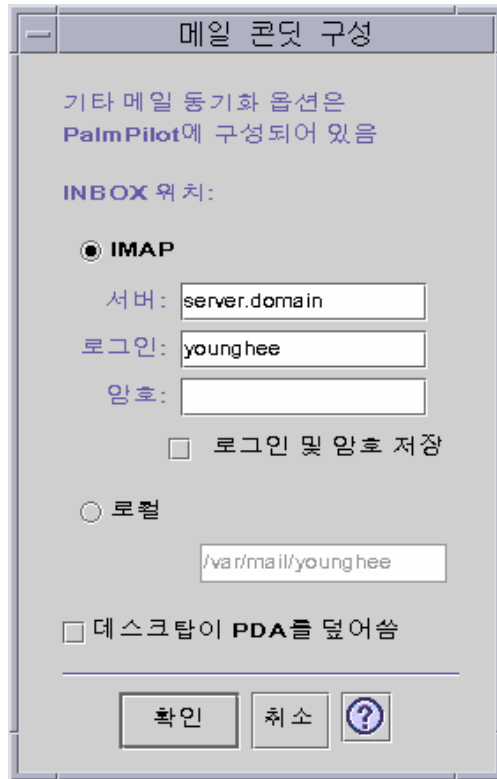 메일 콘딧 구성
기타 메일 동기화 옵션은
PalmPilot에 구성되어 있음
INBOX 위치:
IMAP
서버: server.domain
로그인: younghee
암호:
로그인 및 암호 저장
로컬
/var/mail/younghee
데스크탑이 PDA를 덮어씀
확인 취소 ?